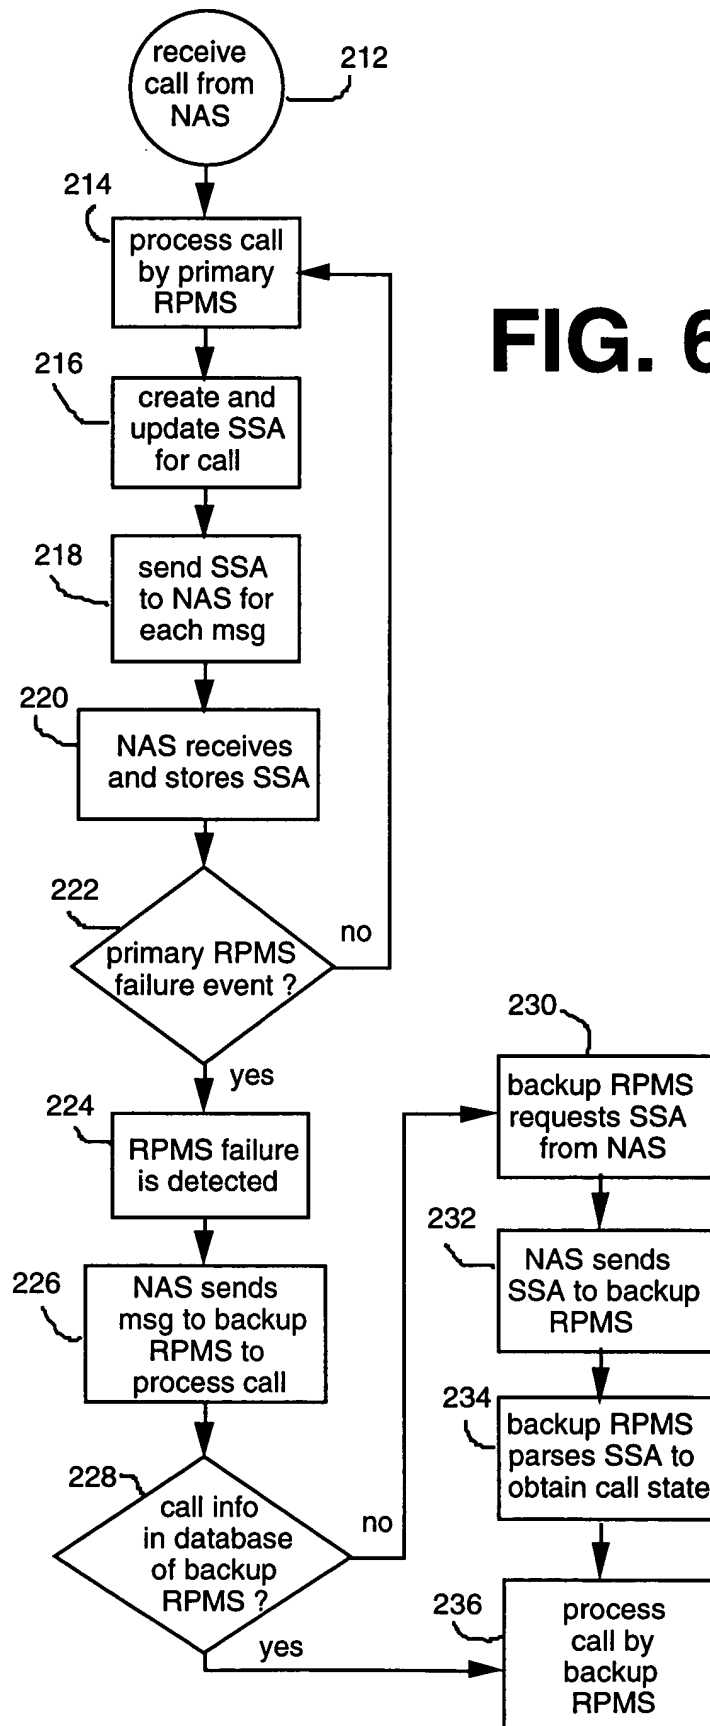 receive
call from
NAS
212
214
process call
by primary
RPMS
FIG. 6
216
create and
update SSA
for call
218
send SSA
to NAS for
each msg
220
NAS receives
and stores SSA
222
primary RPMS
failure event ?
no
yes
224
RPMS failure
is detected
226
NAS sends
msg to backup
RPMS to
process call
228
call info
in database
of backup
RPMS ?
no
yes
230
backup RPMS
requests SSA
from NAS
232
NAS sends
SSA to backup
RPMS
234
backup RPMS
parses SSA to
obtain call state
236
process
call by
backup
RPMS